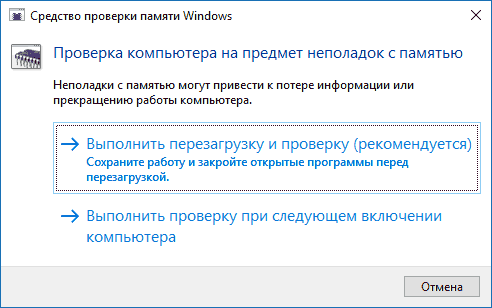 Средство проверки памяти Windows
Проверка компьютера на предмет неполадок с памятью
Неполадки с памятью могут привести к потере информации или
прекращению работы компьютера.
Выполнить перезагрузку и проверку (рекомендуется)
Сохраните работу и закройте открытые программы перед
перезагрузкой.
Выполнить проверку при следующем включении
компьютера
Отмена